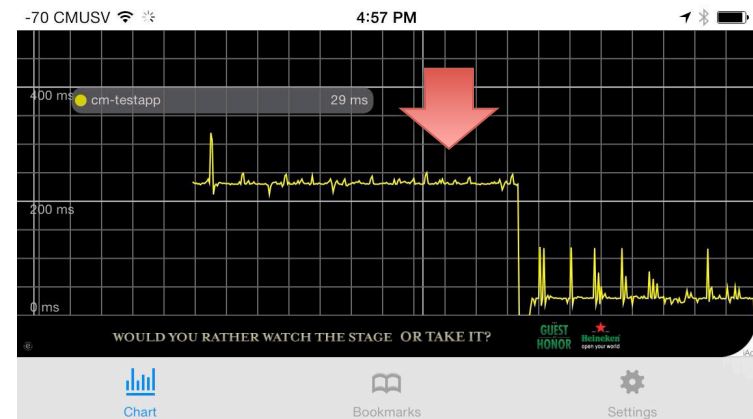 -70 CMUSV 4:57 PM
400 ms
cm-testapp 29 ms
200 ms
0 ms
WOULD YOU RATHER WATCH THE STAGE OR TAKE IT?
GUEST
HONOR
Heineken
open your world
Chart Bookmarks Settings